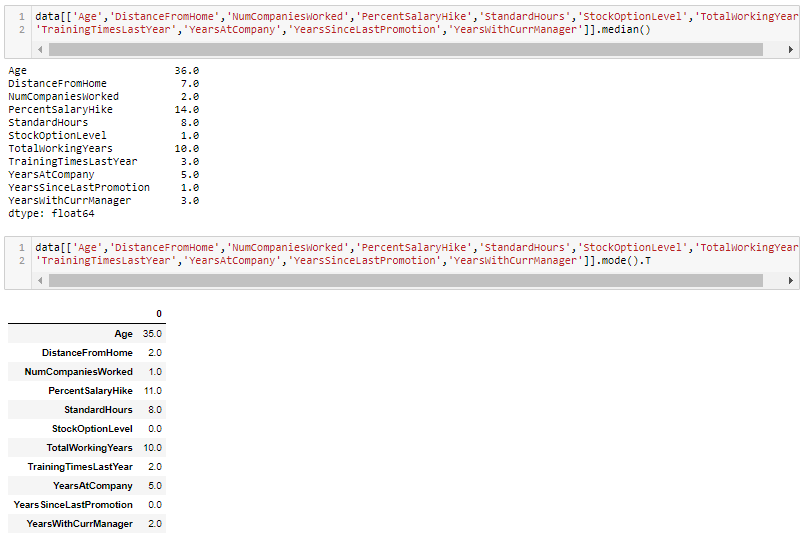 1 data[['Age','DistanceFromHome','NumCompaniesWorked','PercentSalaryHike','StandardHours','StockOptionLevel','TotalWorkingYear
2 'TrainingTimesLastYear','YearsAtCompany','YearsSinceLastPromotion','YearsWithCurrManager']].median()
Age 36.0
DistanceFromHome 7.0
NumCompaniesWorked 2.0
PercentSalaryHike 14.0
StandardHours 8.0
StockOptionLevel 1.0
TotalWorkingYears 10.0
TrainingTimesLastYear 3.0
YearsAtCompany 5.0
YearsSinceLastPromotion 1.0
YearsWithCurrManager 3.0
dtype: float64
1 data[['Age','DistanceFromHome','NumCompaniesWorked','PercentSalaryHike','StandardHours','StockOptionLevel','TotalWorkingYear
2 'TrainingTimesLastYear','YearsAtCompany','YearsSinceLastPromotion','YearsWithCurrManager']].mode().T
0
Age 35.0
DistanceFromHome 2.0
NumCompaniesWorked 1.0
PercentSalaryHike 11.0
StandardHours 8.0
StockOptionLevel 0.0
TotalWorkingYears 10.0
TrainingTimesLastYear 2.0
YearsAtCompany 5.0
YearsSinceLastPromotion 0.0
YearsWithCurrManager 2.0